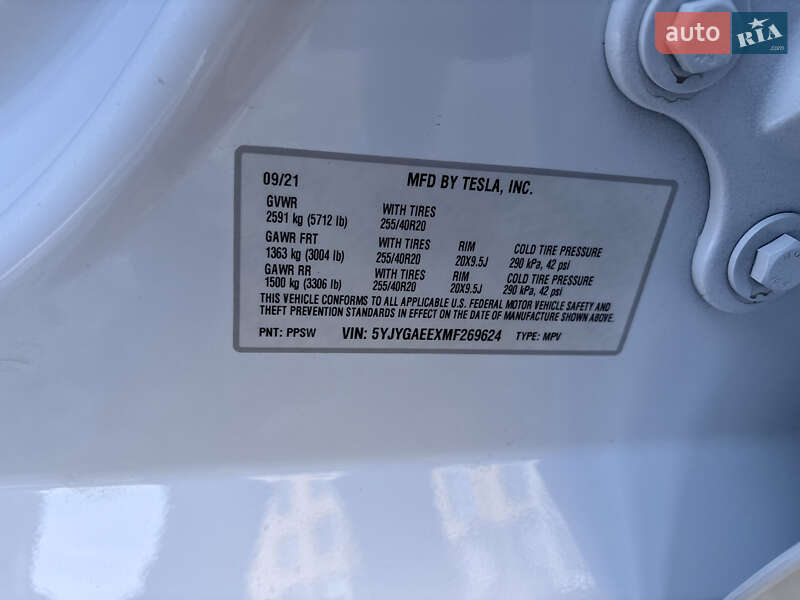 auto RIA
.com
09/21 MFD BY TESLA, INC.
GVWR WITH TIRES
2591 kg (5712 lb) 255/40R20
GAWR FRT WITH TIRES RIM COLD TIRE PRESSURE
1363 kg (3004 lb) 255/40R20 20X9.5J 290 kPa, 42 psi
GAWR RR WITH TIRES RIM COLD TIRE PRESSURE
1500 kg (3306 lb) 255/40R20 20X9.5J 290 kPa, 42 psi
THIS VEHICLE CONFORMS TO ALL APPLICABLE U.S. FEDERAL MOTOR VEHICLE SAFETY AND
THEFT PREVENTION STANDARDS IN EFFECT ON THE DATE OF MANUFACTURE SHOWN ABOVE.
PNT: PPSW VIN: 5YJYGAEEXMF269624 TYPE: MPV